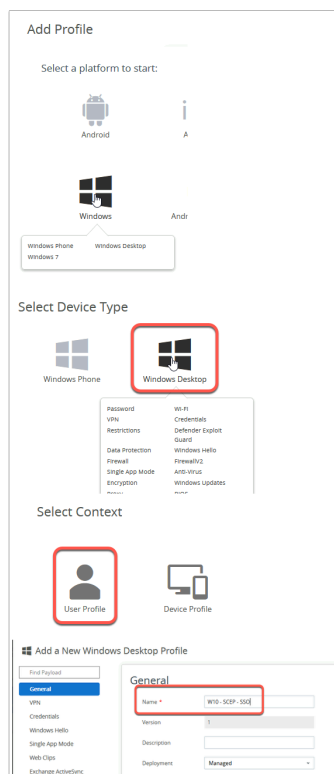 Add Profile
Select a platform to start:
Android
A
Windows
Andr
Windows Phone Windows Desktop
Windows 7
Select Device Type
Windows Phone
Windows Desktop
Password Wi-Fi
VPN Credentials
Restrictions Defender Exploit
Guard
Data Protection Windows Hello
Firewall FirewallV2
Single App Mode Anti-Virus
Encryption Windows Updates
Select Context
User Profile
Device Profile
Add a New Windows Desktop Profile
Find Payload
General
VPN
Credentials
Windows Hello
Single App Mode
Web Clips
Exchange ActiveSync
General
Name * W10 - SCEP - SSO
Version 1
Description
Deployment Managed